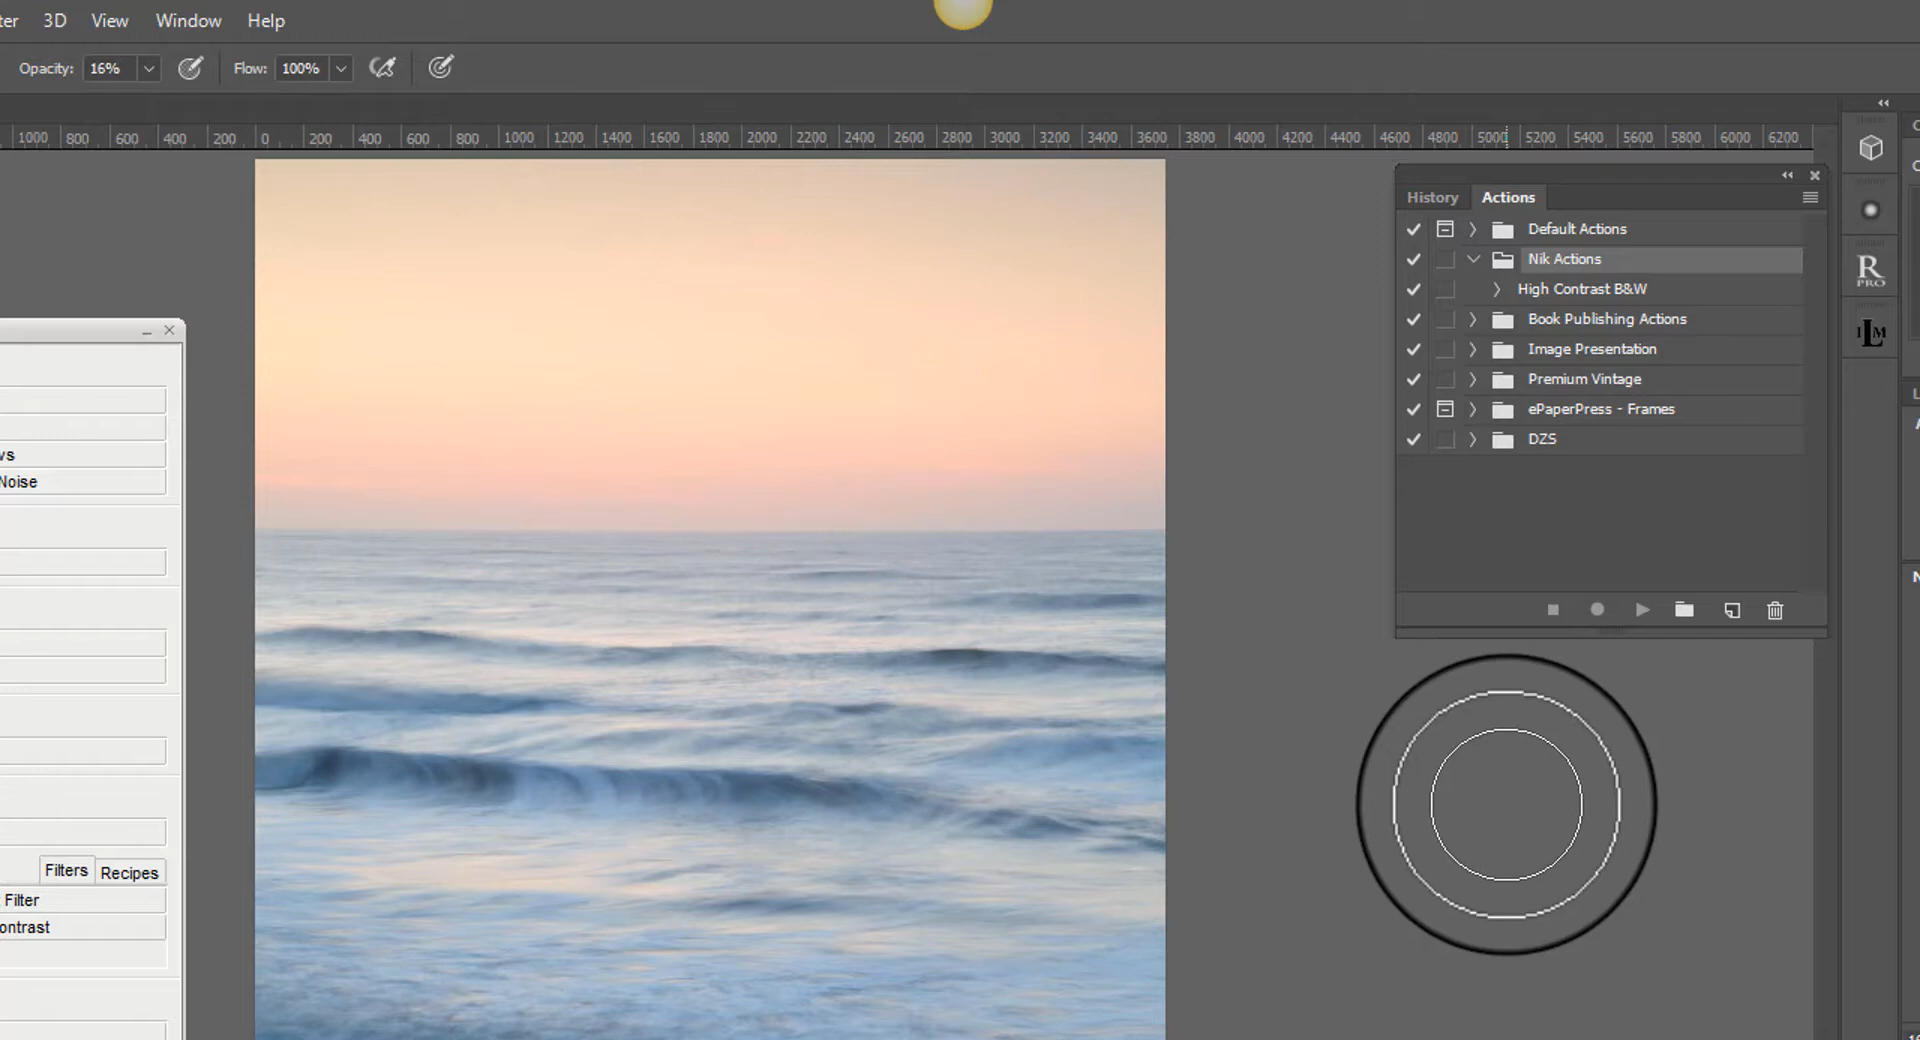 ter 3D View Window Help
Opacity: 16% Flow: 100%
1000 800 600 400 200 0 200 400 600 800 1000 1200 1400 1600 1800 2000 2200 2400 2600 2800 3000 3200 3400 3600 3800 4000 4200 4400 4600 4800 5000 5200 5400 5600 5800 6000 6200
History Actions
Default Actions
Nik Actions
High Contrast B&W
Book Publishing Actions
Image Presentation
Premium Vintage
ePaperPress - Frames
DZS
R
PRO
ILM
vs
Noise
Filters Recipes
Filter
ontrast